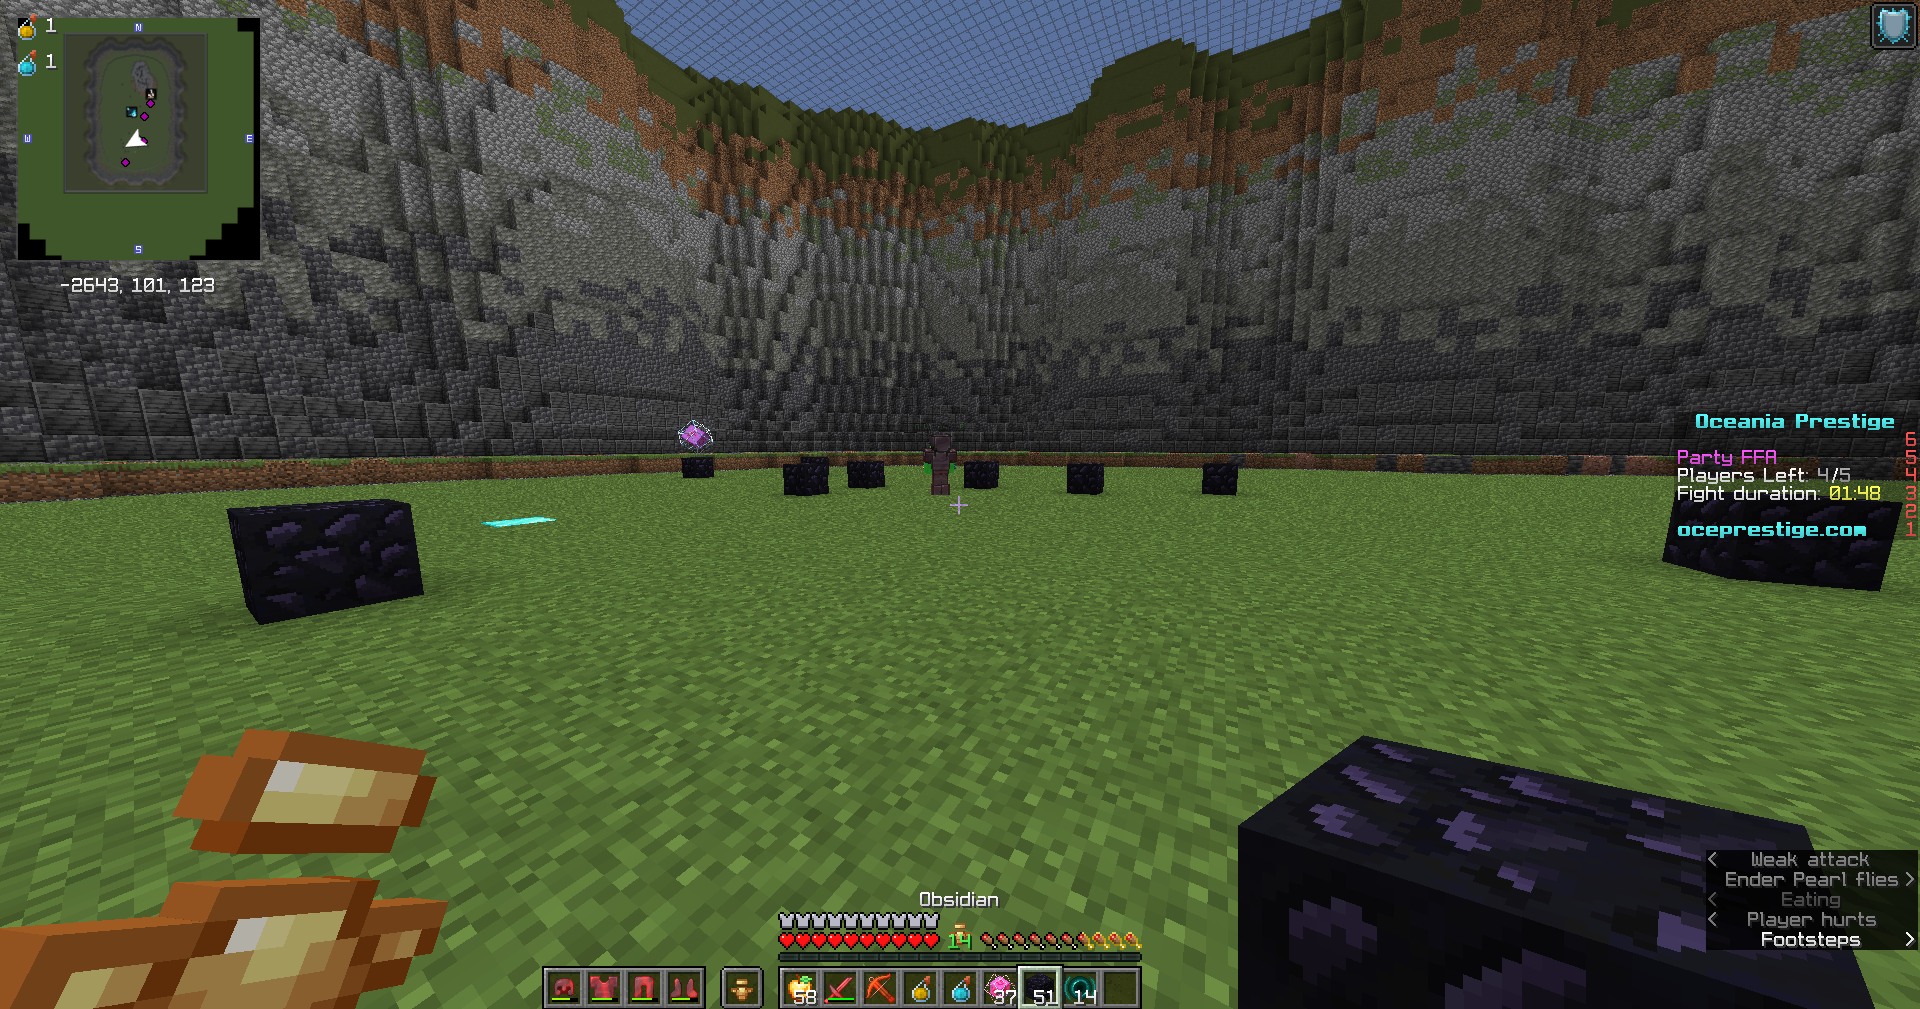 1
1
N
W
E
S
-2643, 101, 123
Oceania Prestige
6
Party FFA
5
Players Left: 4/5
4
Fight duration: 01:48
3
2
oceprestige.com
1
< Weak attack
Ender Pearl flies >
< Eating
< Player hurts
Footsteps >
Obsidian
14
58
37
51
14